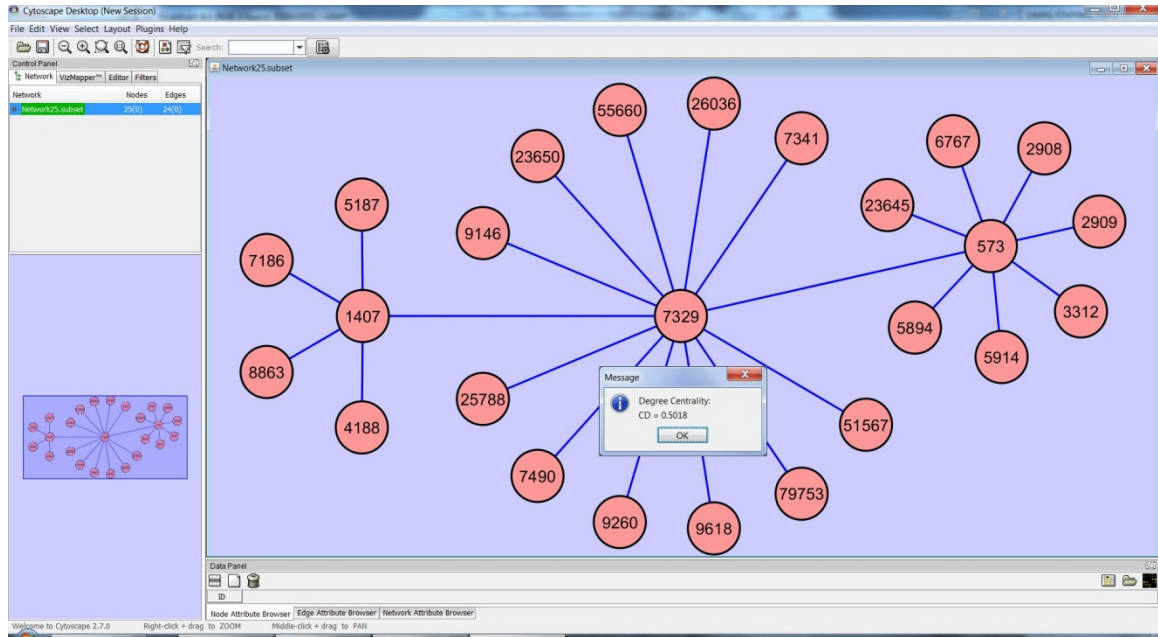 Cytoscape Desktop (New Session)
File Edit View Select Layout Plugins Help
Search:
Control Panel
Network VizMapper™ Editor Filters
Network Nodes Edges
Network25.subset 25(0) 24(0)
Network25.subset
55660
26036
7341
23650
9146
5187
7186
1407
8863
4188
7329
25788
7490
9260
9618
79753
51567
6767
2908
23645
2909
573
3312
5894
5914
Message
Degree Centrality:
CD = 0.5018
OK
Data Panel
ID
Node Attribute Browser Edge Attribute Browser Network Attribute Browser
Welcome to Cytoscape 2.7.0 Right-click + drag to ZOOM Middle-click + drag to PAN